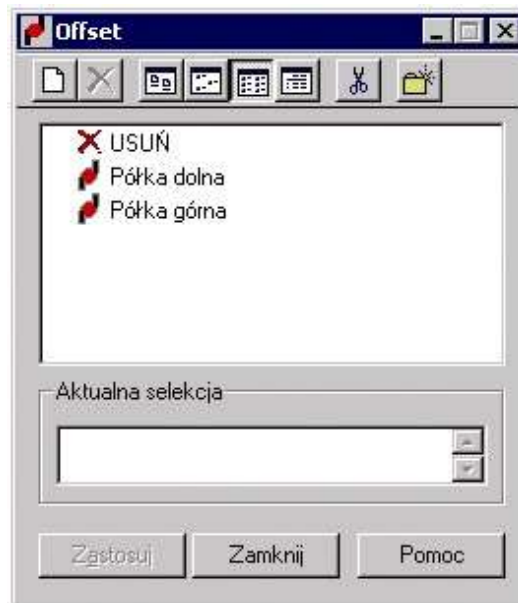 Offset
USUŃ
Półka dolna
Półka górna
Aktualna selekcja
Zastosuj
Zamknij
Pomoc